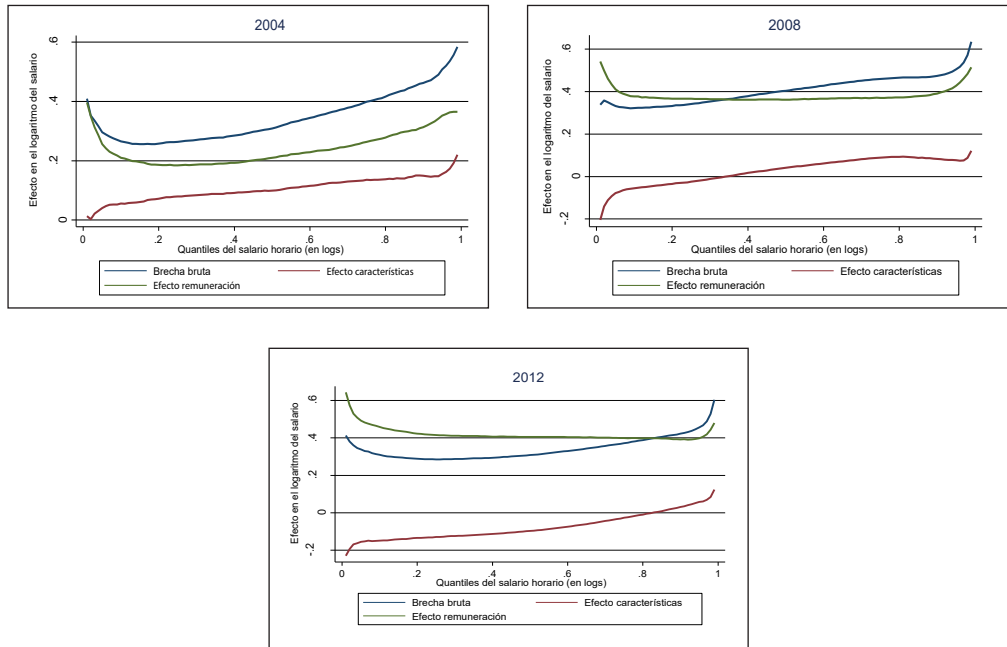 2004
Efecto en el logaritmo del salario
.6
.4
.2
0
0 .2 .4 .6 .8 1
Quantiles del salario horario (en logs)
Brecha bruta Efecto características
Efecto remuneración
2008
Efecto en el logaritmo del salario
.6
.4
.2
0
-.2
0 .2 .4 .6 .8 1
Quantiles del salario horario (en logs)
Brecha bruta Efecto características
Efecto remuneración
2012
Efecto en el logaritmo del salario
.6
.4
.2
0
-.2
0 .2 .4 .6 .8 1
Quantiles del salario horario (en logs)
Brecha bruta Efecto características
Efecto remuneración